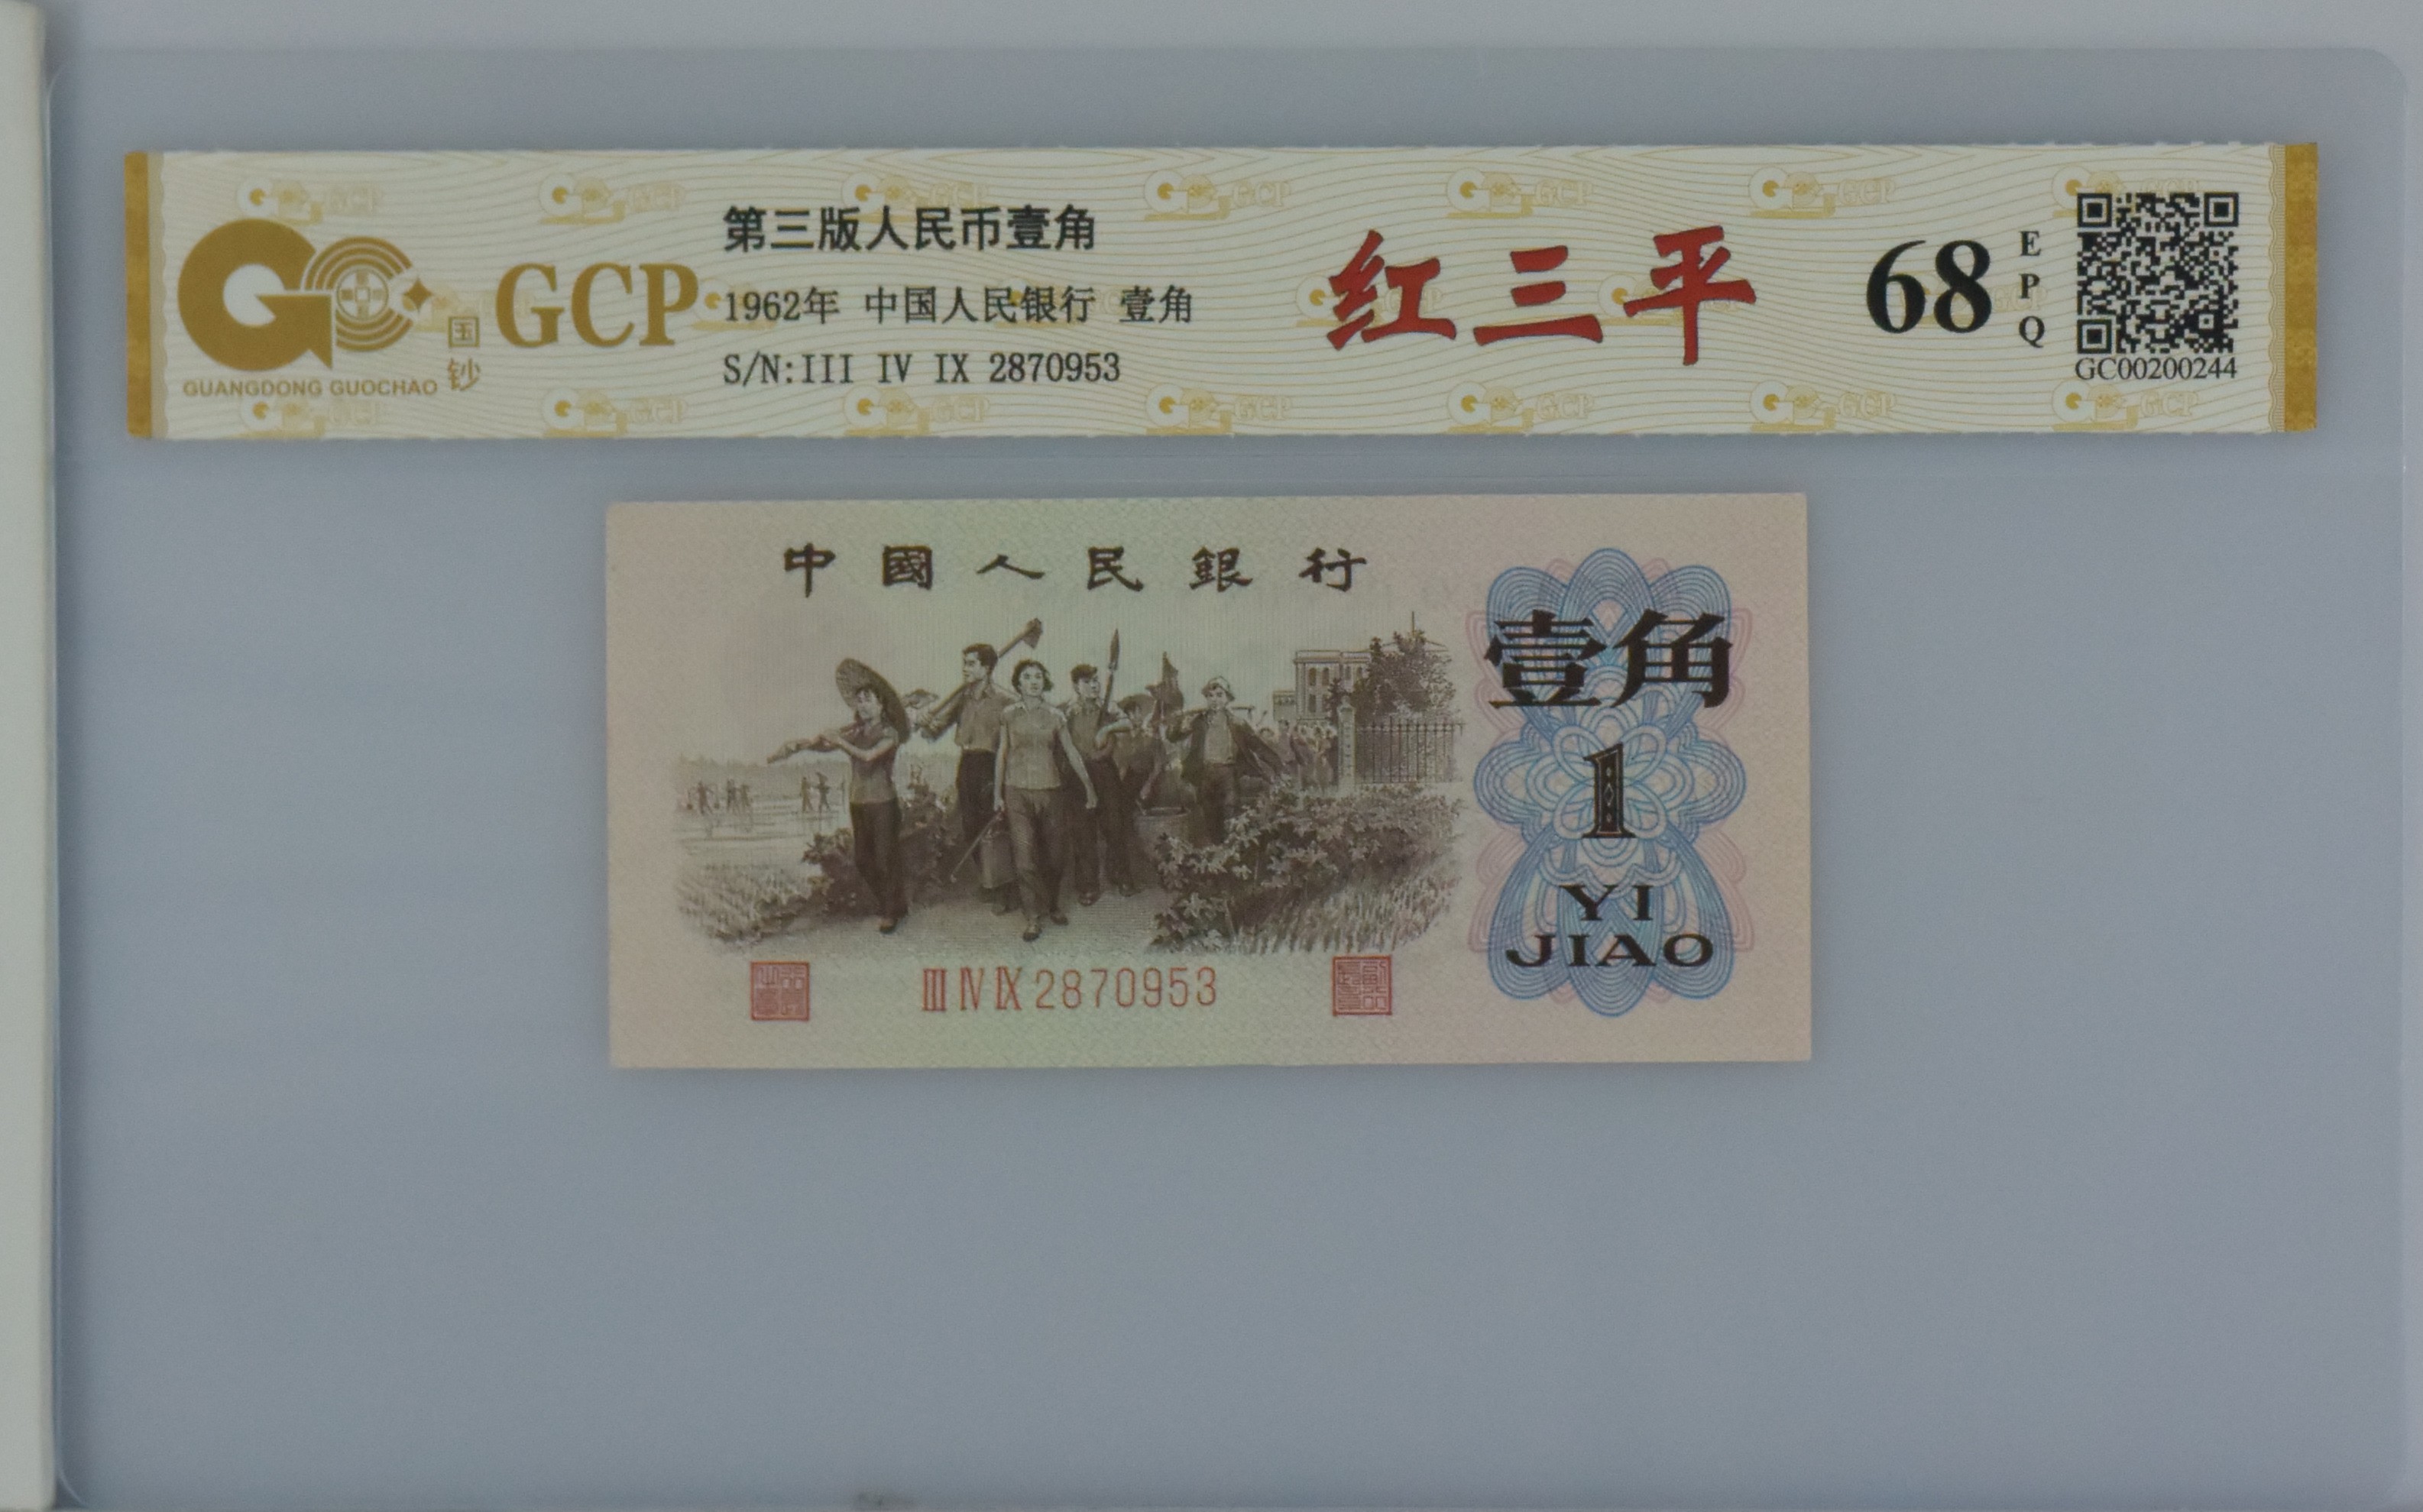 第三版人民币壹角
1962年 中国人民银行 壹角
S/N:III IV IX 2870953
GCP
国钞
GUANGDONG GUOCHAO
红三平
68
EPQ
GC00200244
中國人民銀行
壹角
1
YI
JIAO
III IV IX 2870953